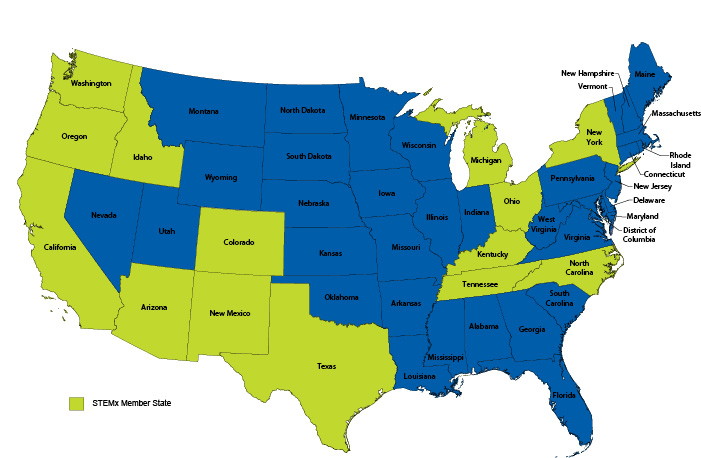 Washington
Oregon
Idaho
Montana
North Dakota
Minnesota
South Dakota
Wyoming
Wisconsin
Michigan
New
York
New Hampshire
Vermont
Maine
Massachusetts
Rhode
Island
Connecticut
New Jersey
Delaware
Maryland
District of
Columbia
Pennsylvania
Ohio
Indiana
Illinois
Iowa
Nebraska
Nevada
Utah
Colorado
California
Kansas
Missouri
Kentucky
West
Virginia
Virginia
North
Carolina
Tennessee
South
Carolina
Arizona
New Mexico
Oklahoma
Arkansas
Texas
Louisiana
Mississippi
Alabama
Georgia
Florida
STEMx Member State